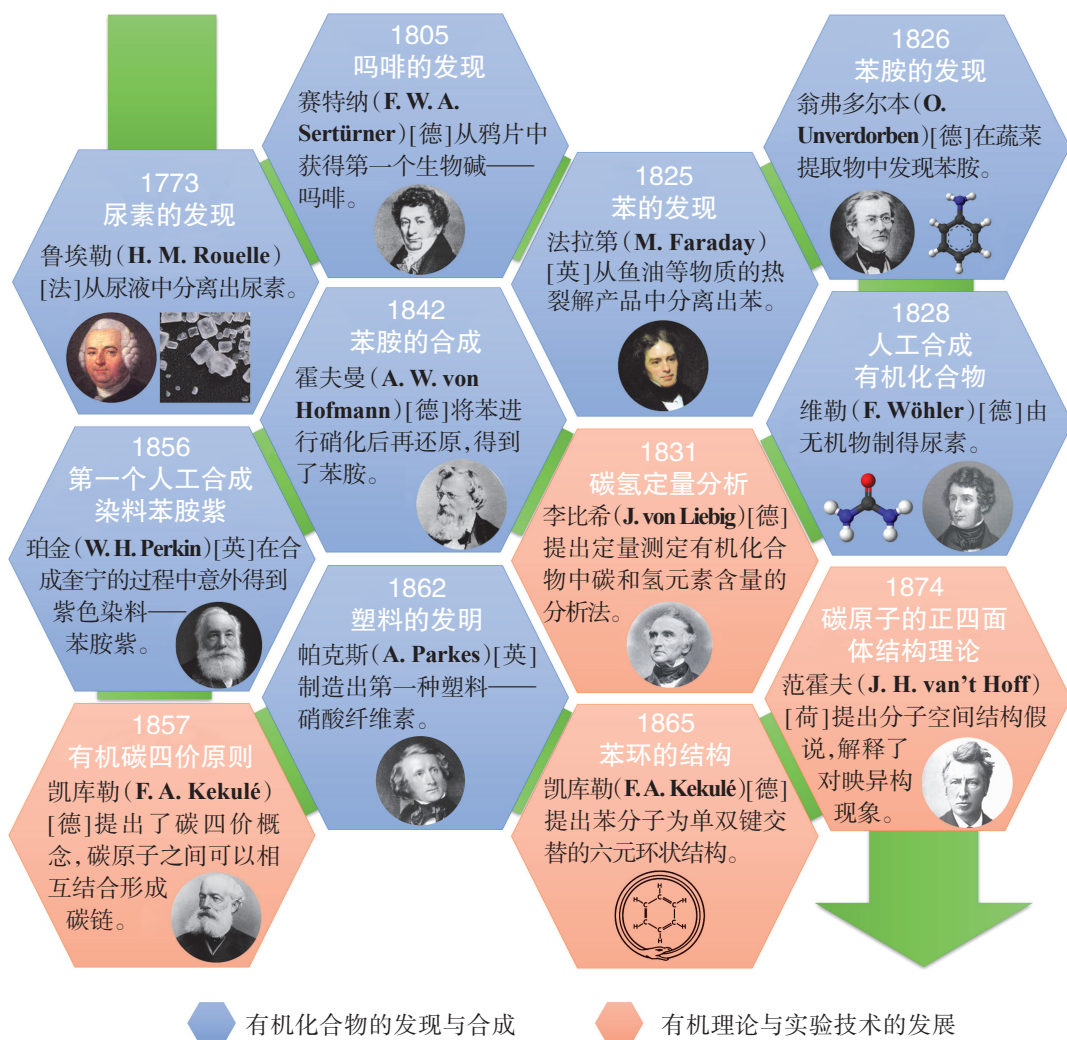 1773
尿素的发现
鲁埃勒(H. M. Rouelle)
[法]从尿液中分离出尿素。
1805
吗啡的发现
赛特纳(F. W. A.
Sertürner)[德]从鸦片中
获得第一个生物碱——
吗啡。
1825
苯的发现
法拉第(M. Faraday)
[英]从鱼油等物质的热
裂解产品中分离出苯。
1826
苯胺的发现
翁弗多尔本(O.
Unverdorben)[德]在蔬菜
提取物中发现苯胺。
1828
人工合成
有机化合物
维勒(F. Wöhler)[德]由
无机物制得尿素。
1831
碳氢定量分析
李比希(J. von Liebig)[德]
提出定量测定有机化合
物中碳和氢元素含量的
分析法。
1842
苯胺的合成
霍夫曼(A. W. von
Hofmann)[德]将苯进
行硝化后再还原,得到
了苯胺。
1856
第一个人工合成
染料苯胺紫
珀金(W. H. Perkin)[英]在合
成奎宁的过程中意外得到
紫色染料——
苯胺紫。
1857
有机碳四价原则
凯库勒(F. A. Kekulé)
[德]提出了碳四价概
念,碳原子之间可以相
互结合形成
碳链。
1862
塑料的发明
帕克斯(A. Parkes)[英]
制造出第一种塑料——
硝酸纤维素。
1865
苯环的结构
凯库勒(F. A. Kekulé)[德]
提出苯分子为单双键交
替的六元环状结构。
H
H C H
C C
C C
H C H
H
1874
碳原子的正四面
体结构理论
范霍夫(J. H. van't Hoff)
[荷]提出分子空间结构假
说,解释了
对映异构
现象。
有机化合物的发现与合成
有机理论与实验技术的发展